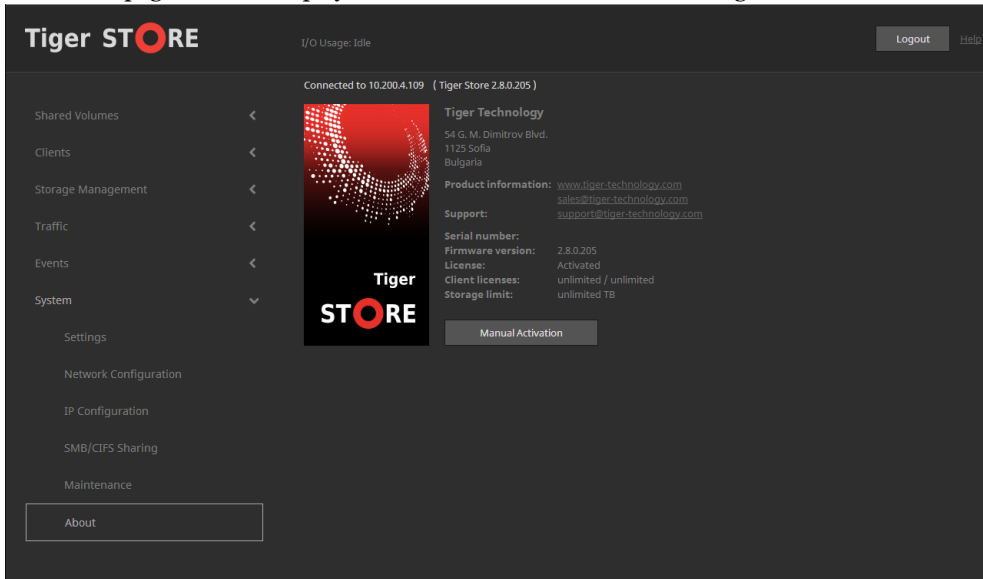 Tiger STORE
I/O Usage: Idle
Logout
Help
Connected to 10.200.4.109 ( Tiger Store 2.8.0.205 )
Shared Volumes
Clients
Storage Management
Traffic
Events
System
Settings
Network Configuration
IP Configuration
SMB/CIFS Sharing
Maintenance
About
Tiger
STORE
Tiger Technology
54 G. M. Dimitrov Blvd.
1125 Sofia
Bulgaria
Product information: www.tiger-technology.com
sales@tiger-technology.com
Support: support@tiger-technology.com
Serial number:
Firmware version: 2.8.0.205
License: Activated
Client licenses: unlimited / unlimited
Storage limit: unlimited TB
Manual Activation